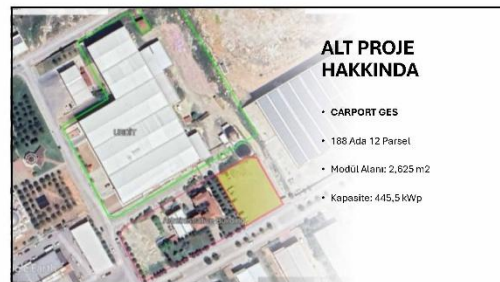 ALT PROJE
HAKKINDA
• CARPORT GES
• 188 Ada 12 Parsel
• Modül Alanı: 2,625 m2
• Kapasite: 445,5 kWp